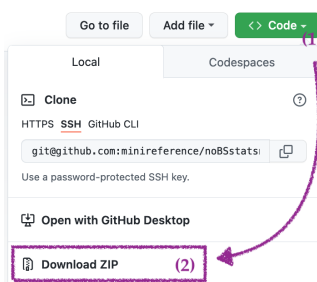 Go to file Add file <> Code
(1
Local Codespaces
Clone
HTTPS SSH GitHub CLI
git@github.com:minireference/noBSstats
Use a password-protected SSH key.
Open with GitHub Desktop
Download ZIP (2)